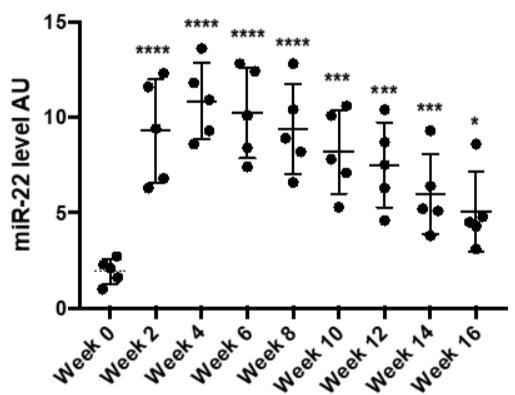 miR-22 level AU
15
10
5
0
****
****
****
****
***
***
***
*
Week 0
Week 2
Week 4
Week 6
Week 8
Week 10
Week 12
Week 14
Week 16